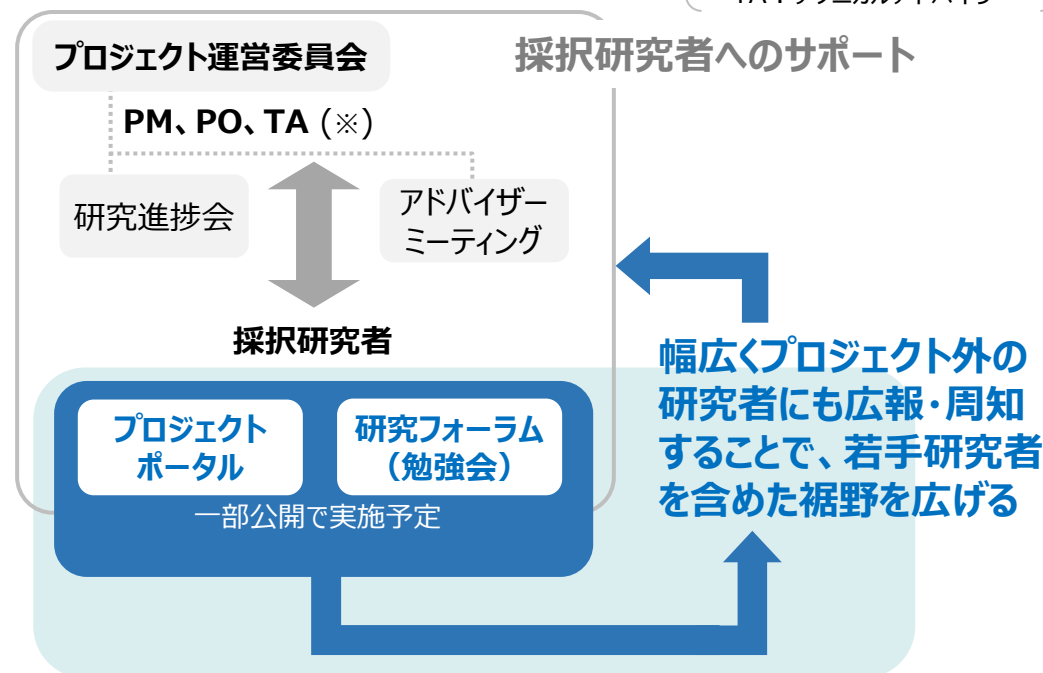 プロジェクト運営委員会
採択研究者へのサポート
PM、PO、TA (※)
研究進捗会
アドバイザー
ミーティング
採択研究者
幅広くプロジェクト外の
研究者にも広報・周知
することで、若手研究者
を含めた裾野を広げる
プロジェクト
ポータル
研究フォーラム
（勉強会）
一部公開で実施予定